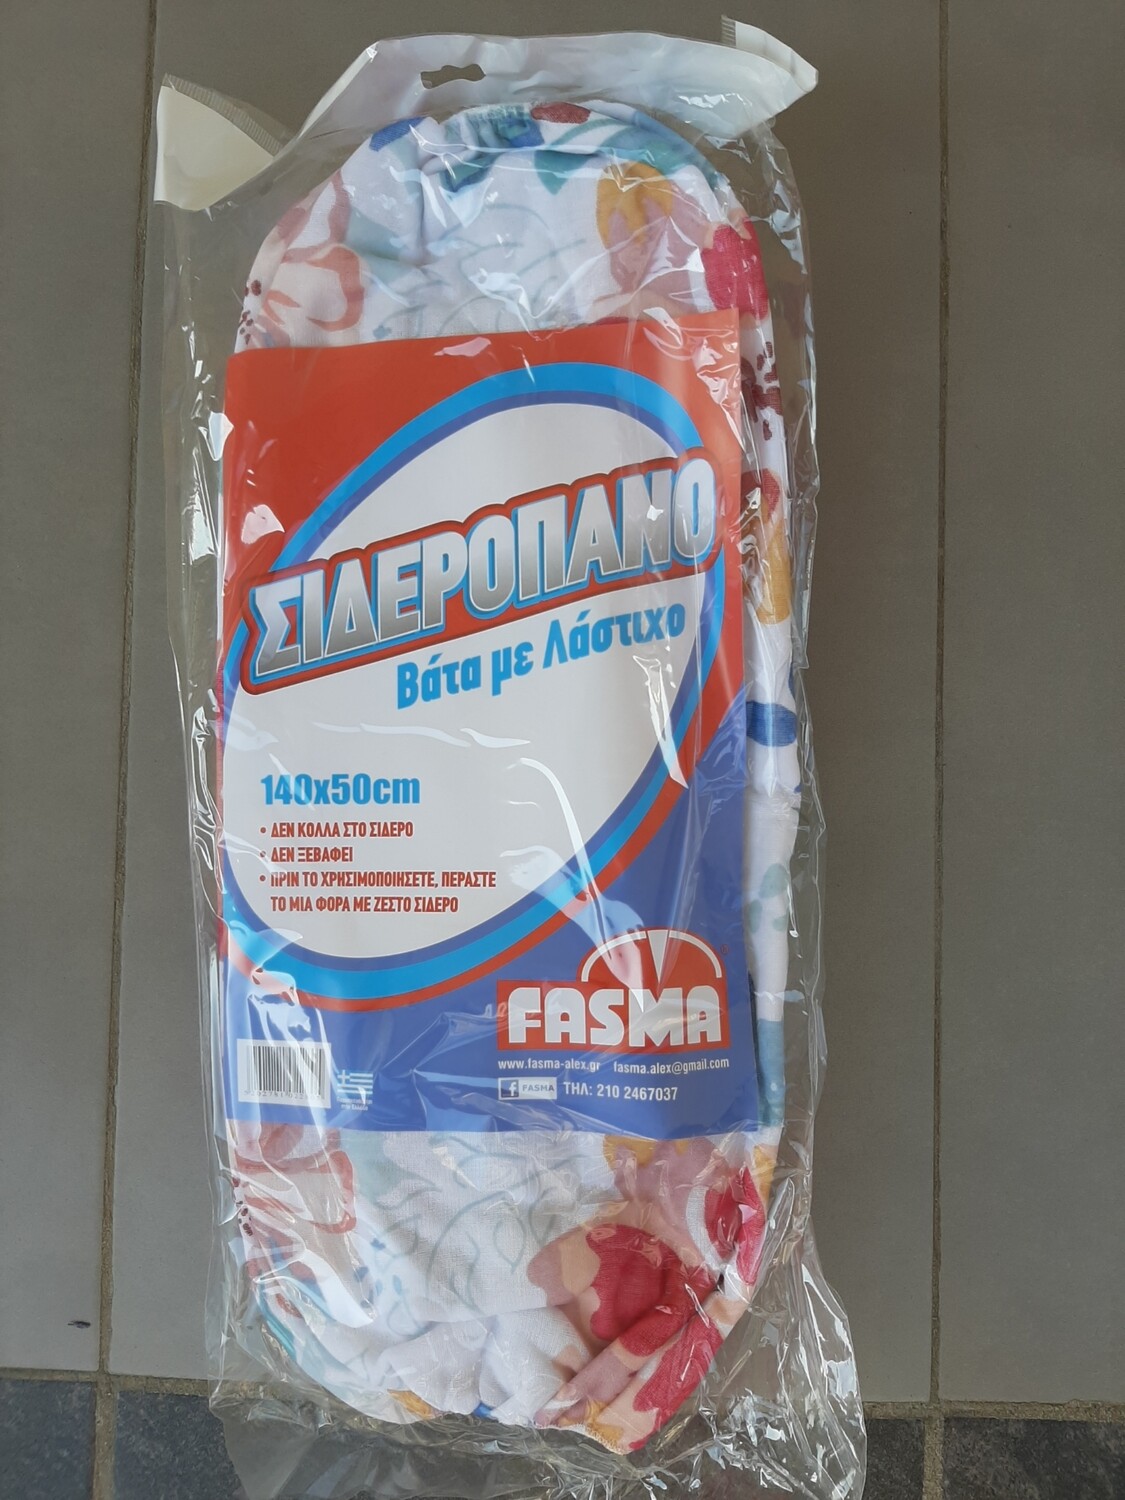 ΣΙΔΕΡΟΠΑΝΟ
Βάτα με Λάστιχο
140x50cm
• ΔΕΝ ΚΟΛΛΑ ΣΤΟ ΣΙΔΕΡΟ
• ΔΕΝ ΞΕΒΑΦΕΙ
• ΠΡΙΝ ΤΟ ΧΡΗΣΙΜΟΠΟΙΗΣΕΤΕ, ΠΕΡΑΣΤΕ
ΤΟ ΜΙΑ ΦΟΡΑ ΜΕ ΖΕΣΤΟ ΣΙΔΕΡΟ
FASMA
www.fasma-alex.gr fasma.alex@gmail.com
f FASMA ΤΗΛ: 210 2467037